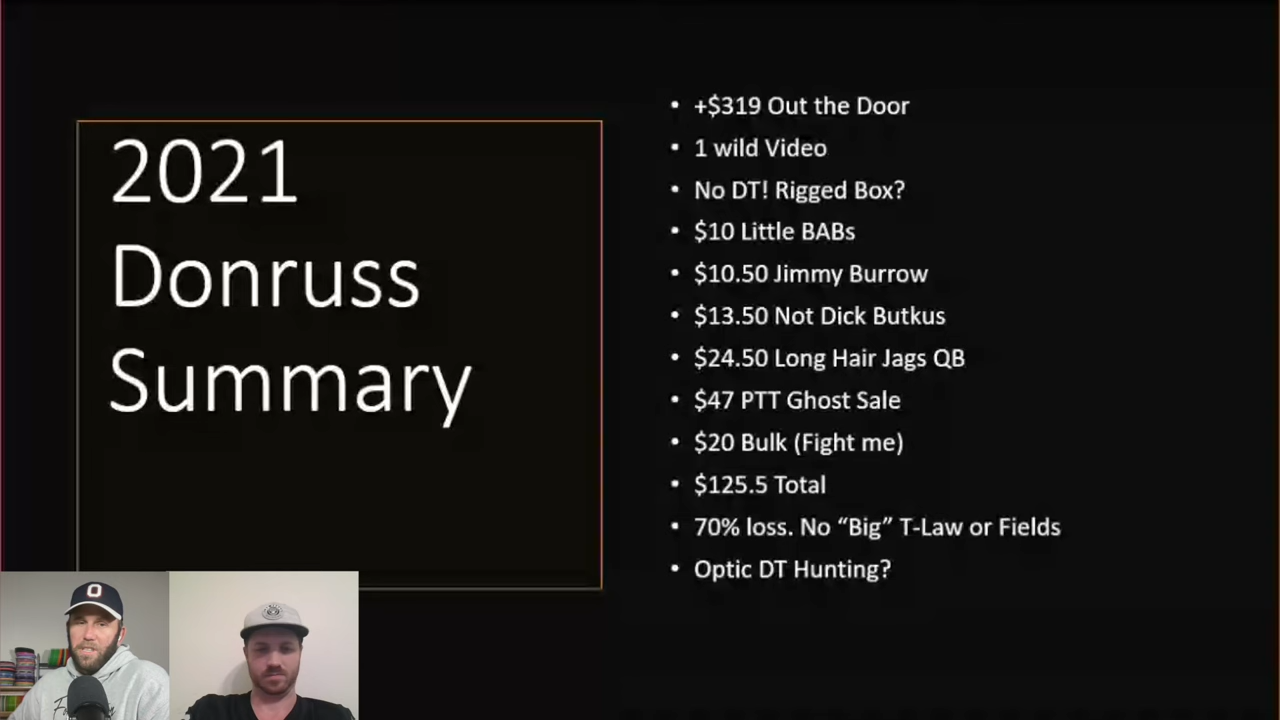 2021
Donruss
Summary
• +$319 Out the Door
• 1 wild Video
• No DT! Rigged Box?
• $10 Little BABs
• $10.50 Jimmy Burrow
• $13.50 Not Dick Butkus
• $24.50 Long Hair Jags QB
• $47 PTT Ghost Sale
• $20 Bulk (Fight me)
• $125.5 Total
• 70% loss. No “Big” T-Law or Fields
• Optic DT Hunting?
O